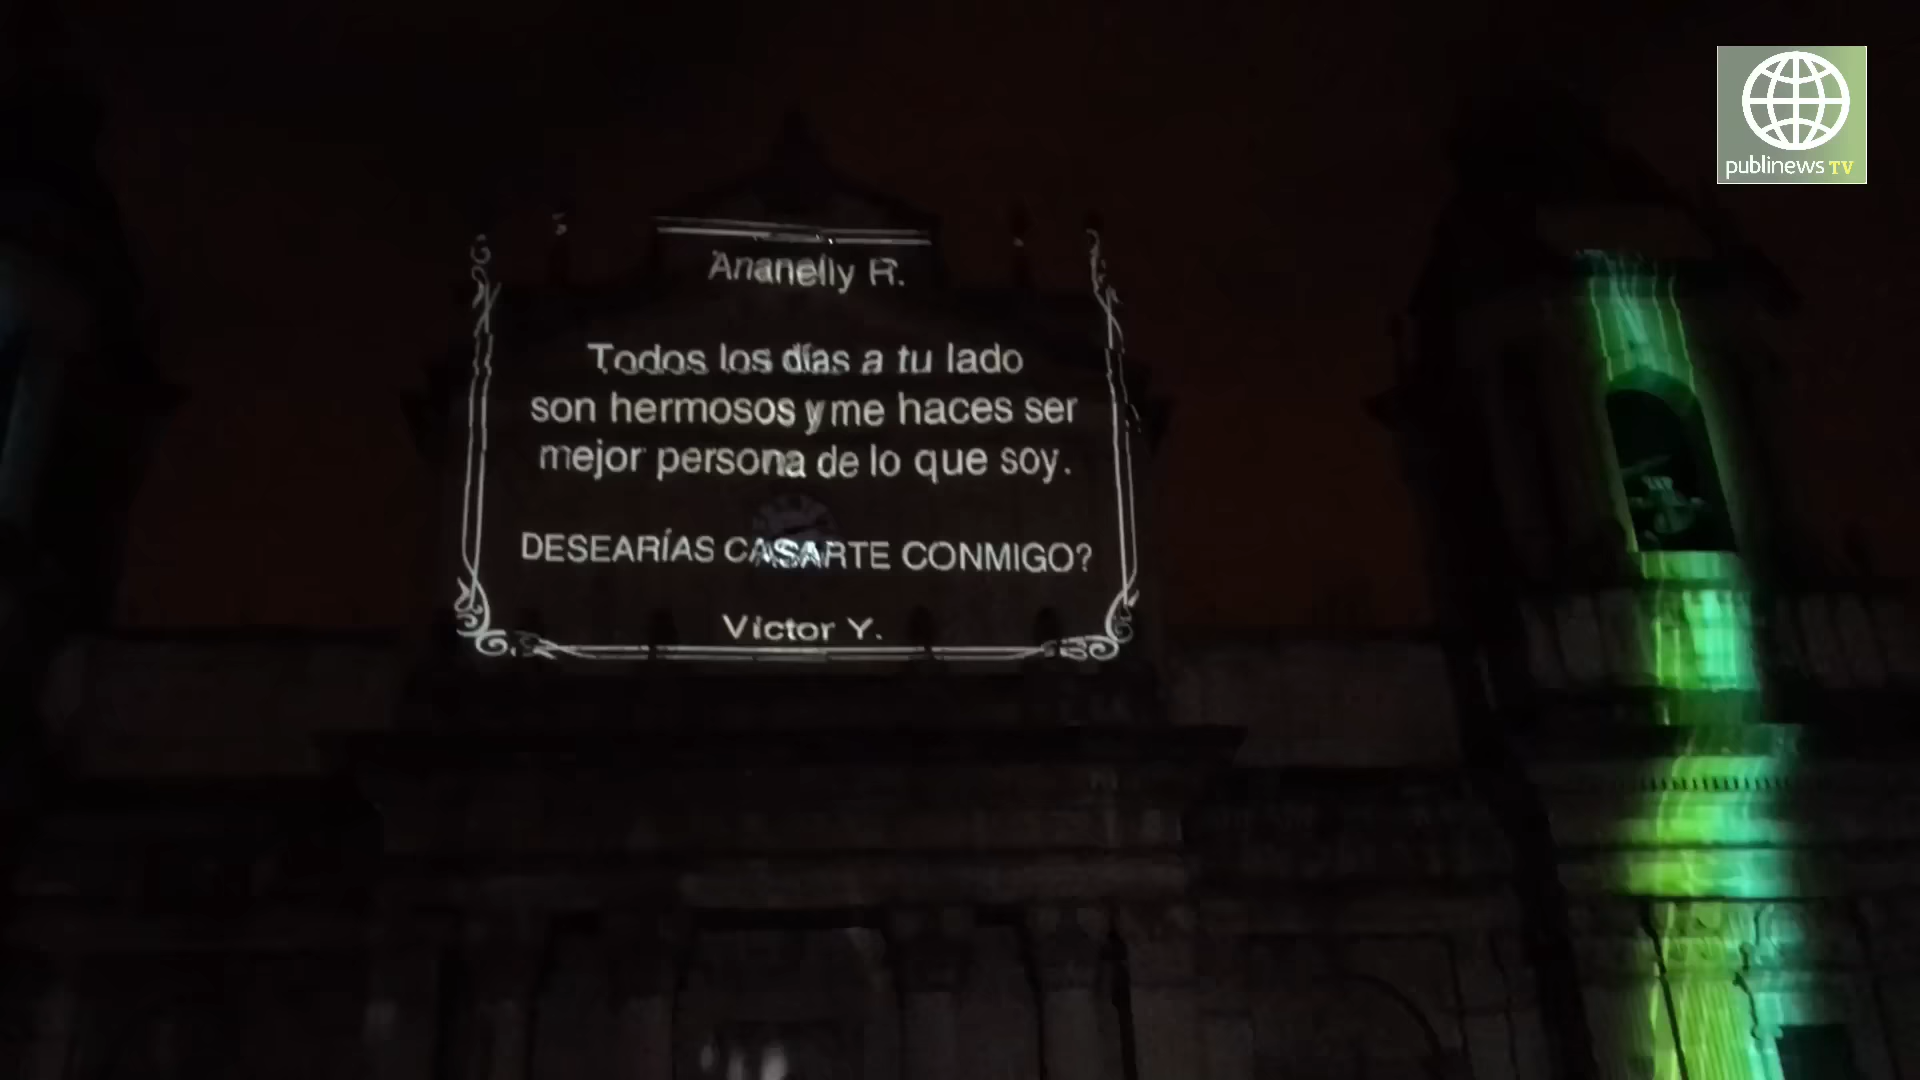 publinews TV
Ananelly R.
Todos los días a tu lado
son hermosos y me haces ser
mejor persona de lo que soy.
DESEARÍAS CASARTE CONMIGO?
Víctor Y.